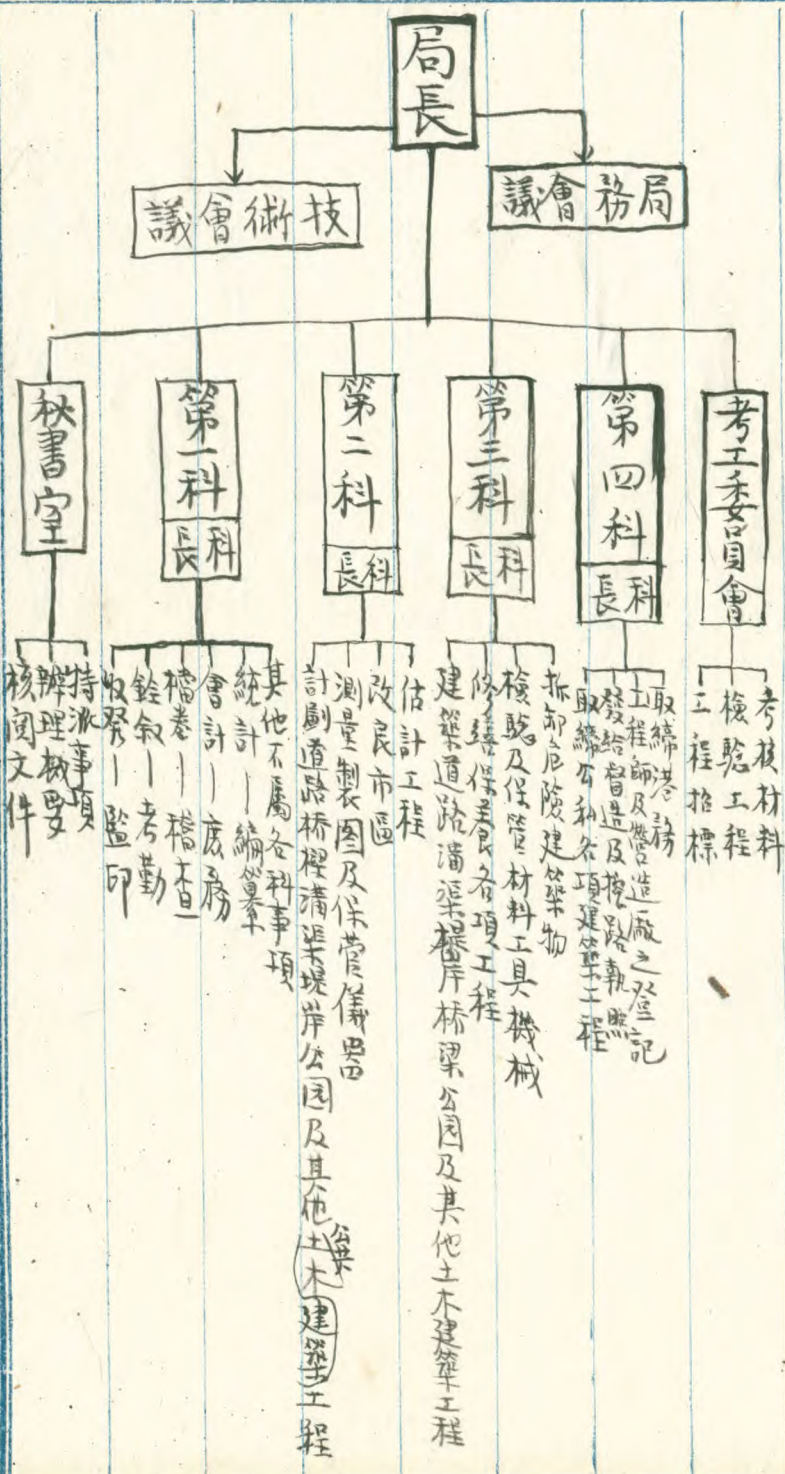 局長
局務會議
技術會議
考工委員會
考核材料
檢驗工程
工程招標
第四科
科長
取締港務
工程師及營造廠之登記
發給督造及掘路執照
取締公私各項建築工程
第三科
科長
拆卸危險建築物
檢驗及保管材料工具機械
修繕保養各項工程
建築道路溝渠堤岸橋梁公园及其他土木建築工程
第二科
科長
估計工程
改良市區
測量製图及保管儀器
計劃道路桥樑溝渠堤岸公园及其他土木建築工程
公共
第一科
科長
其他不屬各科事項
統計—編纂
會計—庶務
檔卷—稽查
銓叙—考勤
收發—監印
秘書室
特派事項
辦理機要
核閱文件